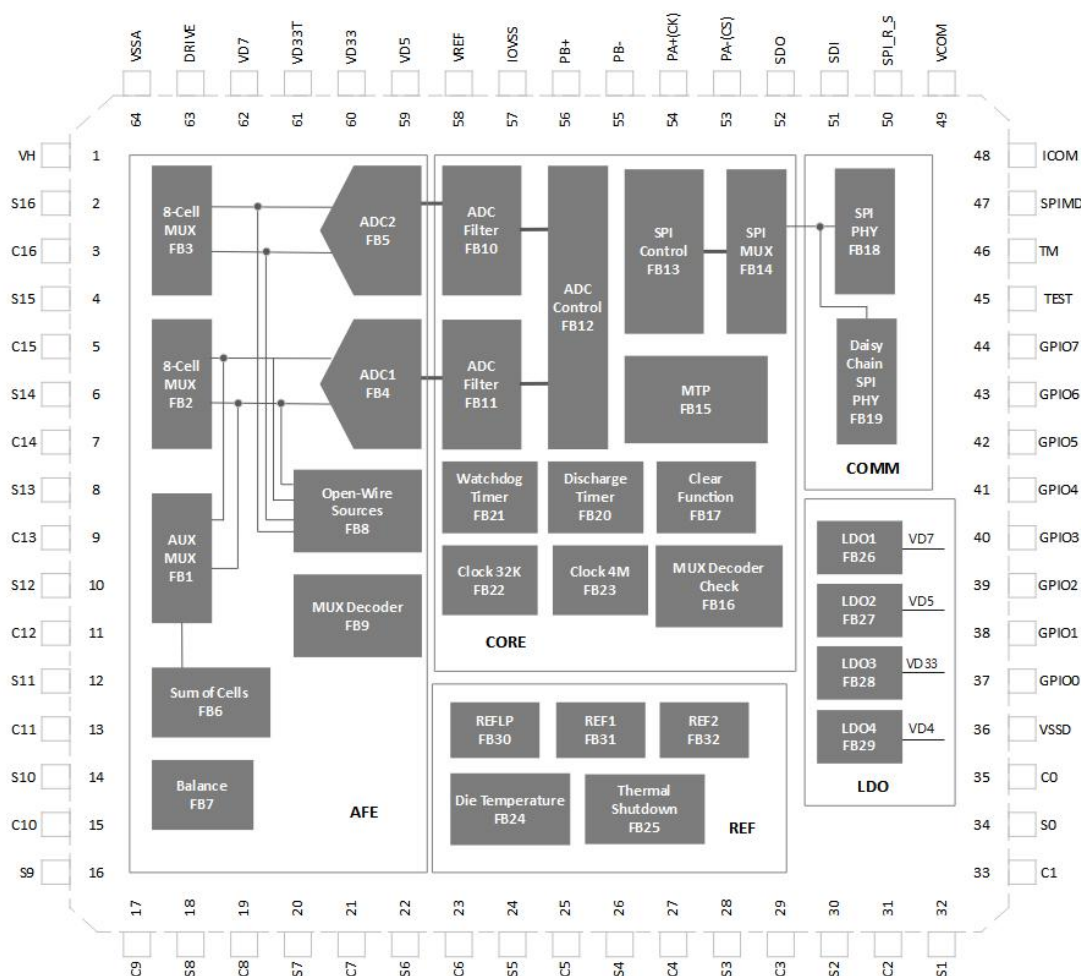 VSSA
DRIVE
VD7
VD33T
VD33
VD5
VREF
IOVSS
PB+
PB-
PA+(CK)
PA-(CS)
SDO
SDI
SPI_R_S
VCOM
64
63
62
61
60
59
58
57
56
55
54
53
52
51
50
49
VH 1
S16 2
C16 3
S15 4
C15 5
S14 6
C14 7
S13 8
C13 9
S12 10
C12 11
S11 12
C11 13
S10 14
C10 15
S9 16
8-Cell
MUX
FB3
ADC2
FB5
8-Cell
MUX
FB2
ADC1
FB4
AUX
MUX
FB1
Open-Wire
Sources
FB8
MUX Decoder
FB9
Sum of Cells
FB6
Balance
FB7
AFE
ADC
Filter
FB10
ADC
Filter
FB11
ADC
Control
FB12
SPI
Control
FB13
SPI
MUX
FB14
MTP
FB15
Watchdog
Timer
FB21
Discharge
Timer
FB20
Clear
Function
FB17
Clock 32K
FB22
Clock 4M
FB23
MUX Decoder
Check
FB16
CORE
REFLP
FB30
REF1
FB31
REF2
FB32
Die Temperature
FB24
Thermal
Shutdown
FB25
REF
SPI
PHY
FB18
Daisy
Chain
SPI
PHY
FB19
COMM
LDO1
FB26
VD7
LDO2
FB27
VD5
LDO3
FB28
VD33
LDO4
FB29
VD4
LDO
48 ICOM
47 SPIMD
46 TM
45 TEST
44 GPIO7
43 GPIO6
42 GPIO5
41 GPIO4
40 GPIO3
39 GPIO2
38 GPIO1
37 GPIO0
36 VSSD
35 C0
34 S0
33 C1
17
18
19
20
21
22
23
24
25
26
27
28
29
30
31
32
C9
S8
C8
S7
C7
S6
C6
S5
C5
S4
C4
S3
C3
S2
C2
S1